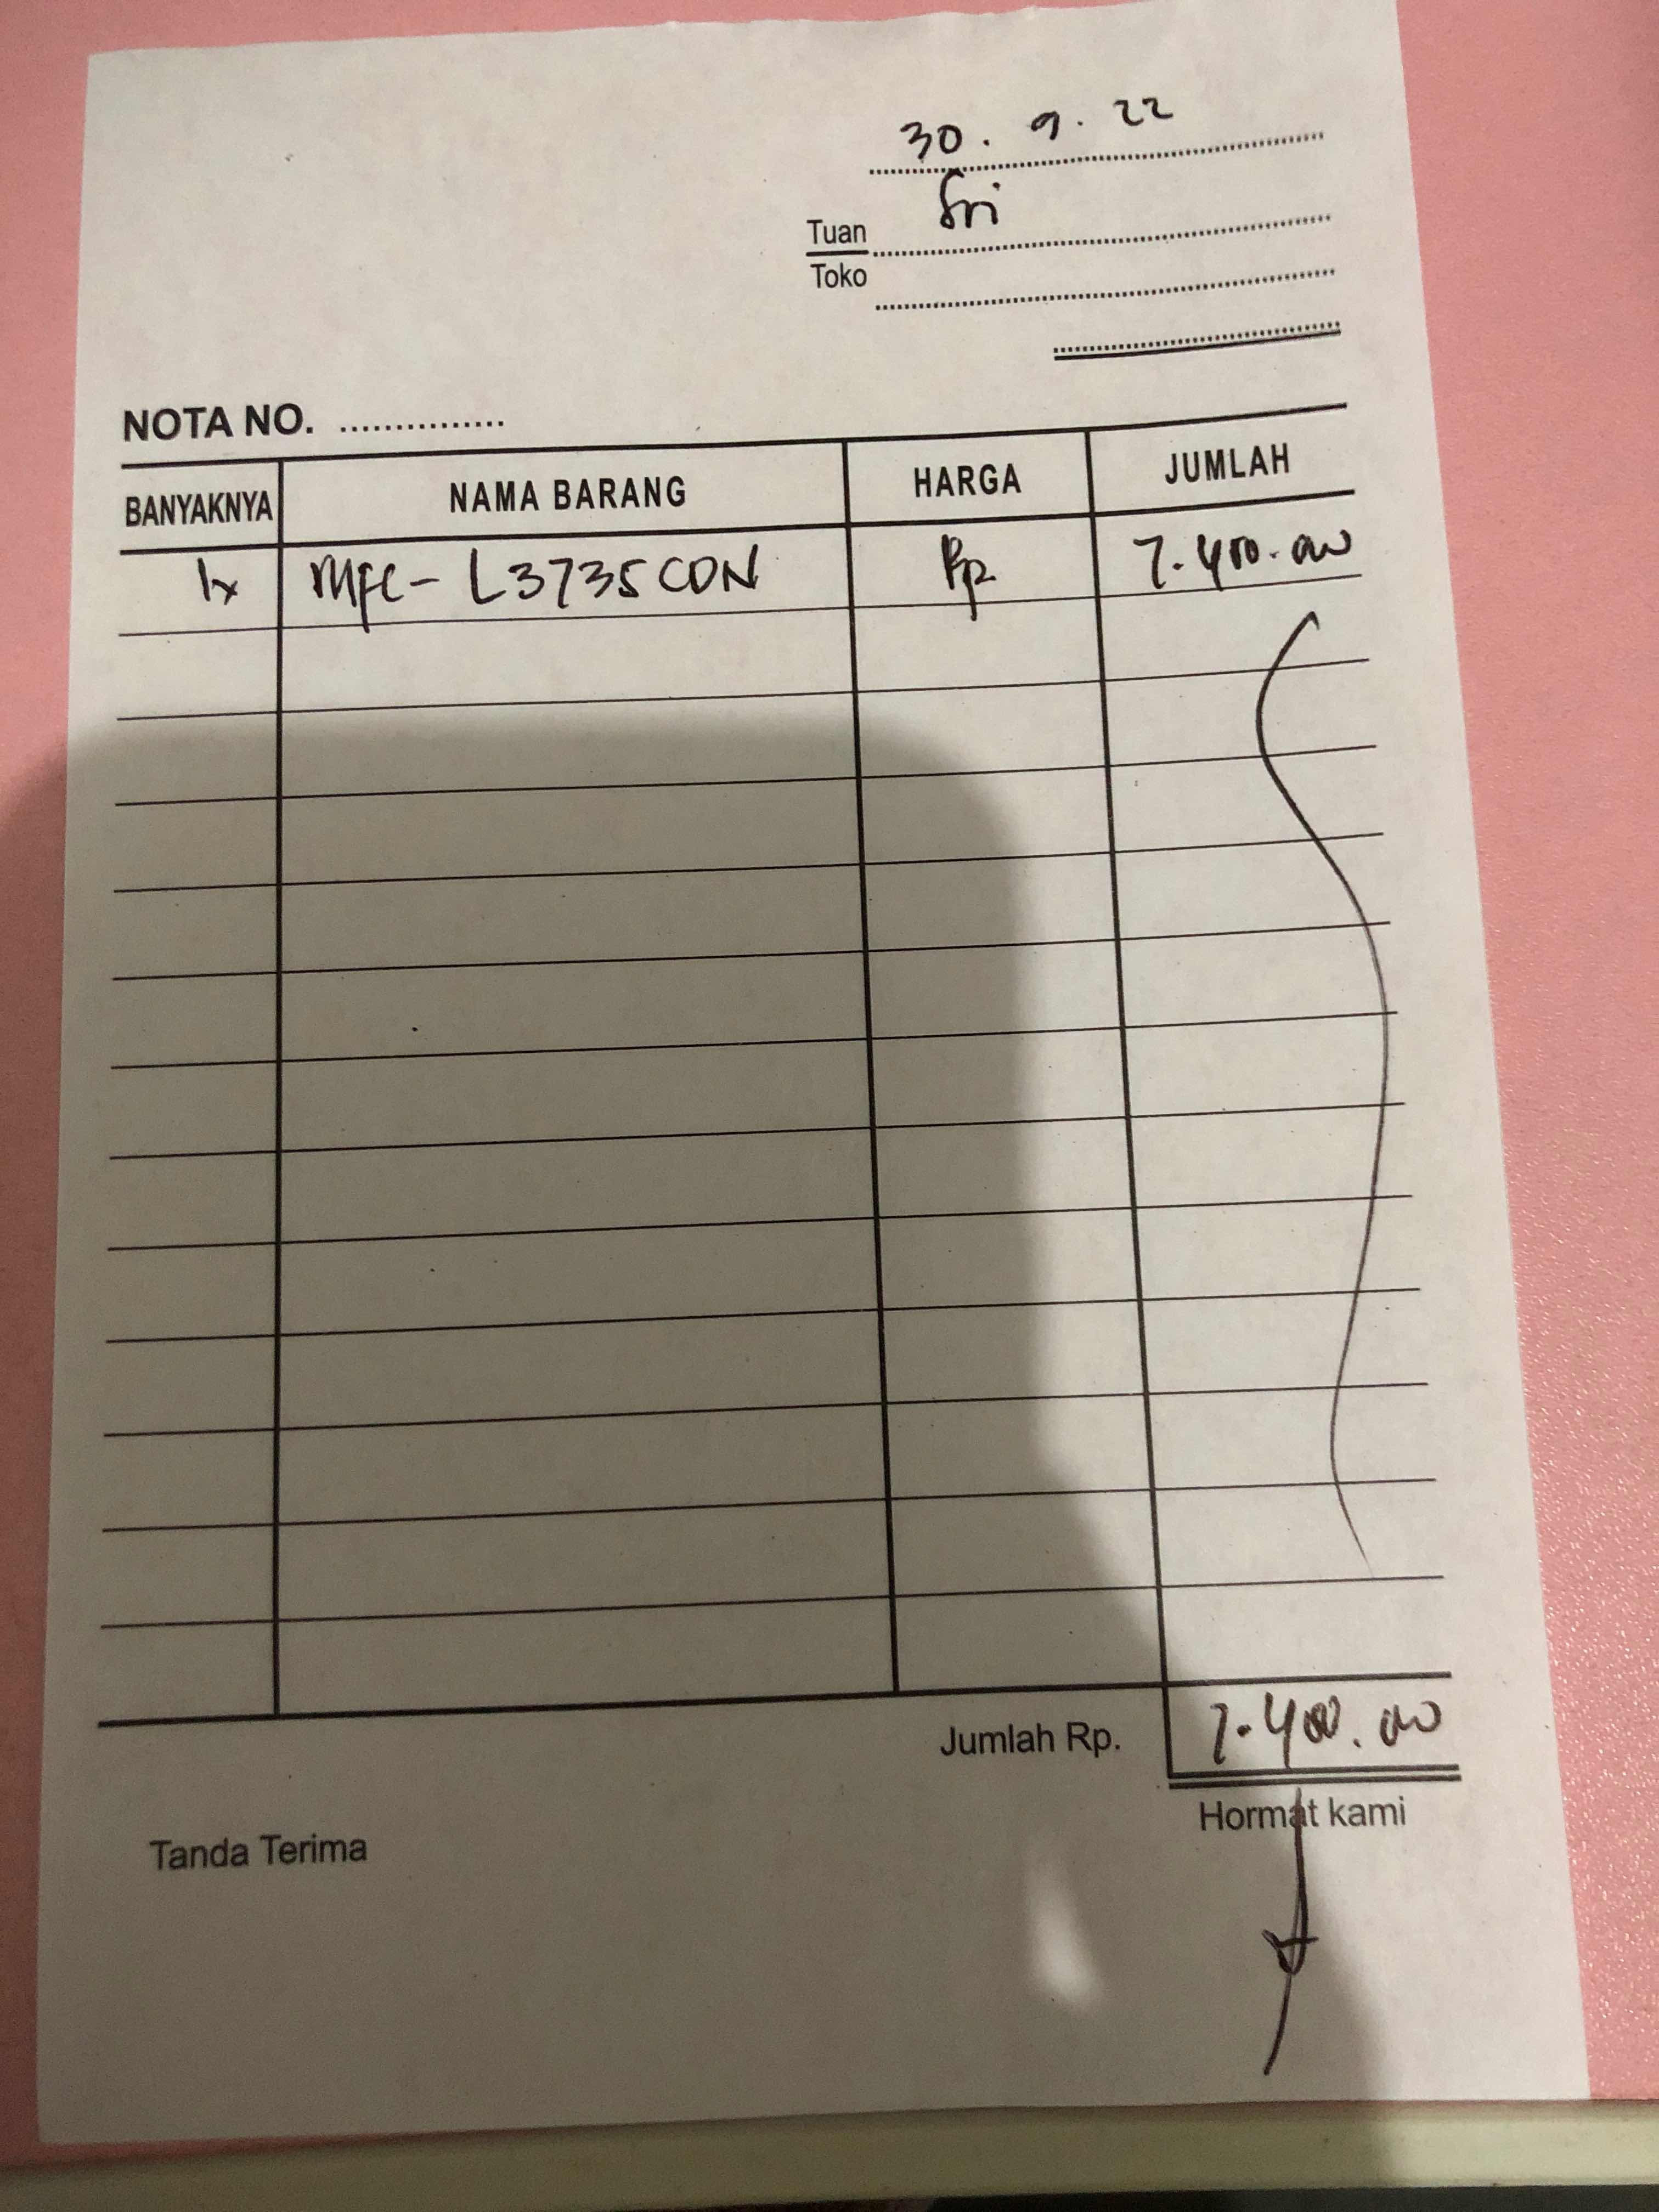 30. 9. 22
Tuan Sri
Toko
NOTA NO. ...............
BANYAKNYA NAMA BARANG HARGA JUMLAH
1x MFC- L3735CDN Rp 7.400.000
Jumlah Rp. 7.400.000
Tanda Terima Hormat kami